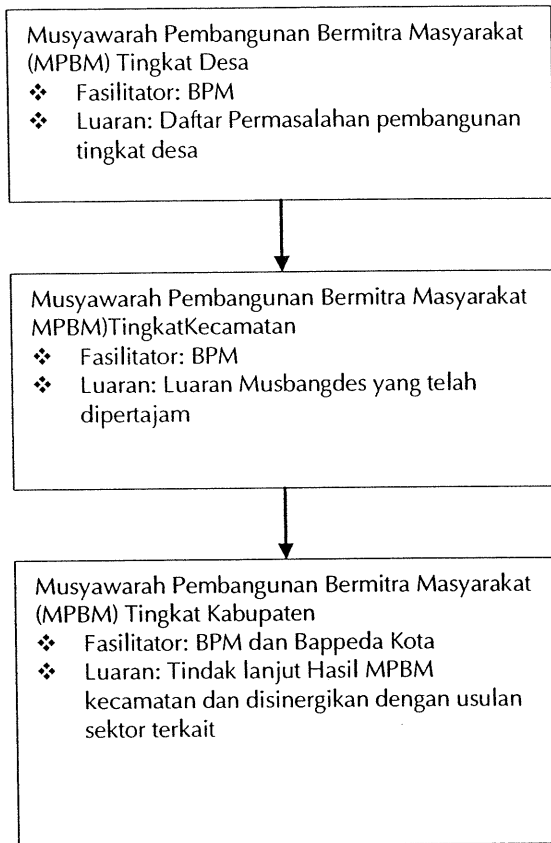 Musyawarah Pembangunan Bermitra Masyarakat
(MPBM) Tingkat Desa
❖ Fasilitator: BPM
❖ Luaran: Daftar Permasalahan pembangunan
tingkat desa
Musyawarah Pembangunan Bermitra Masyarakat
MPBM)TingkatKecamatan
❖ Fasilitator: BPM
❖ Luaran: Luaran Musbangdes yang telah
dipertajam
Musyawarah Pembangunan Bermitra Masyarakat
(MPBM) Tingkat Kabupaten
❖ Fasilitator: BPM dan Bappeda Kota
❖ Luaran: Tindak lanjut Hasil MPBM
kecamatan dan disinergikan dengan usulan
sektor terkait